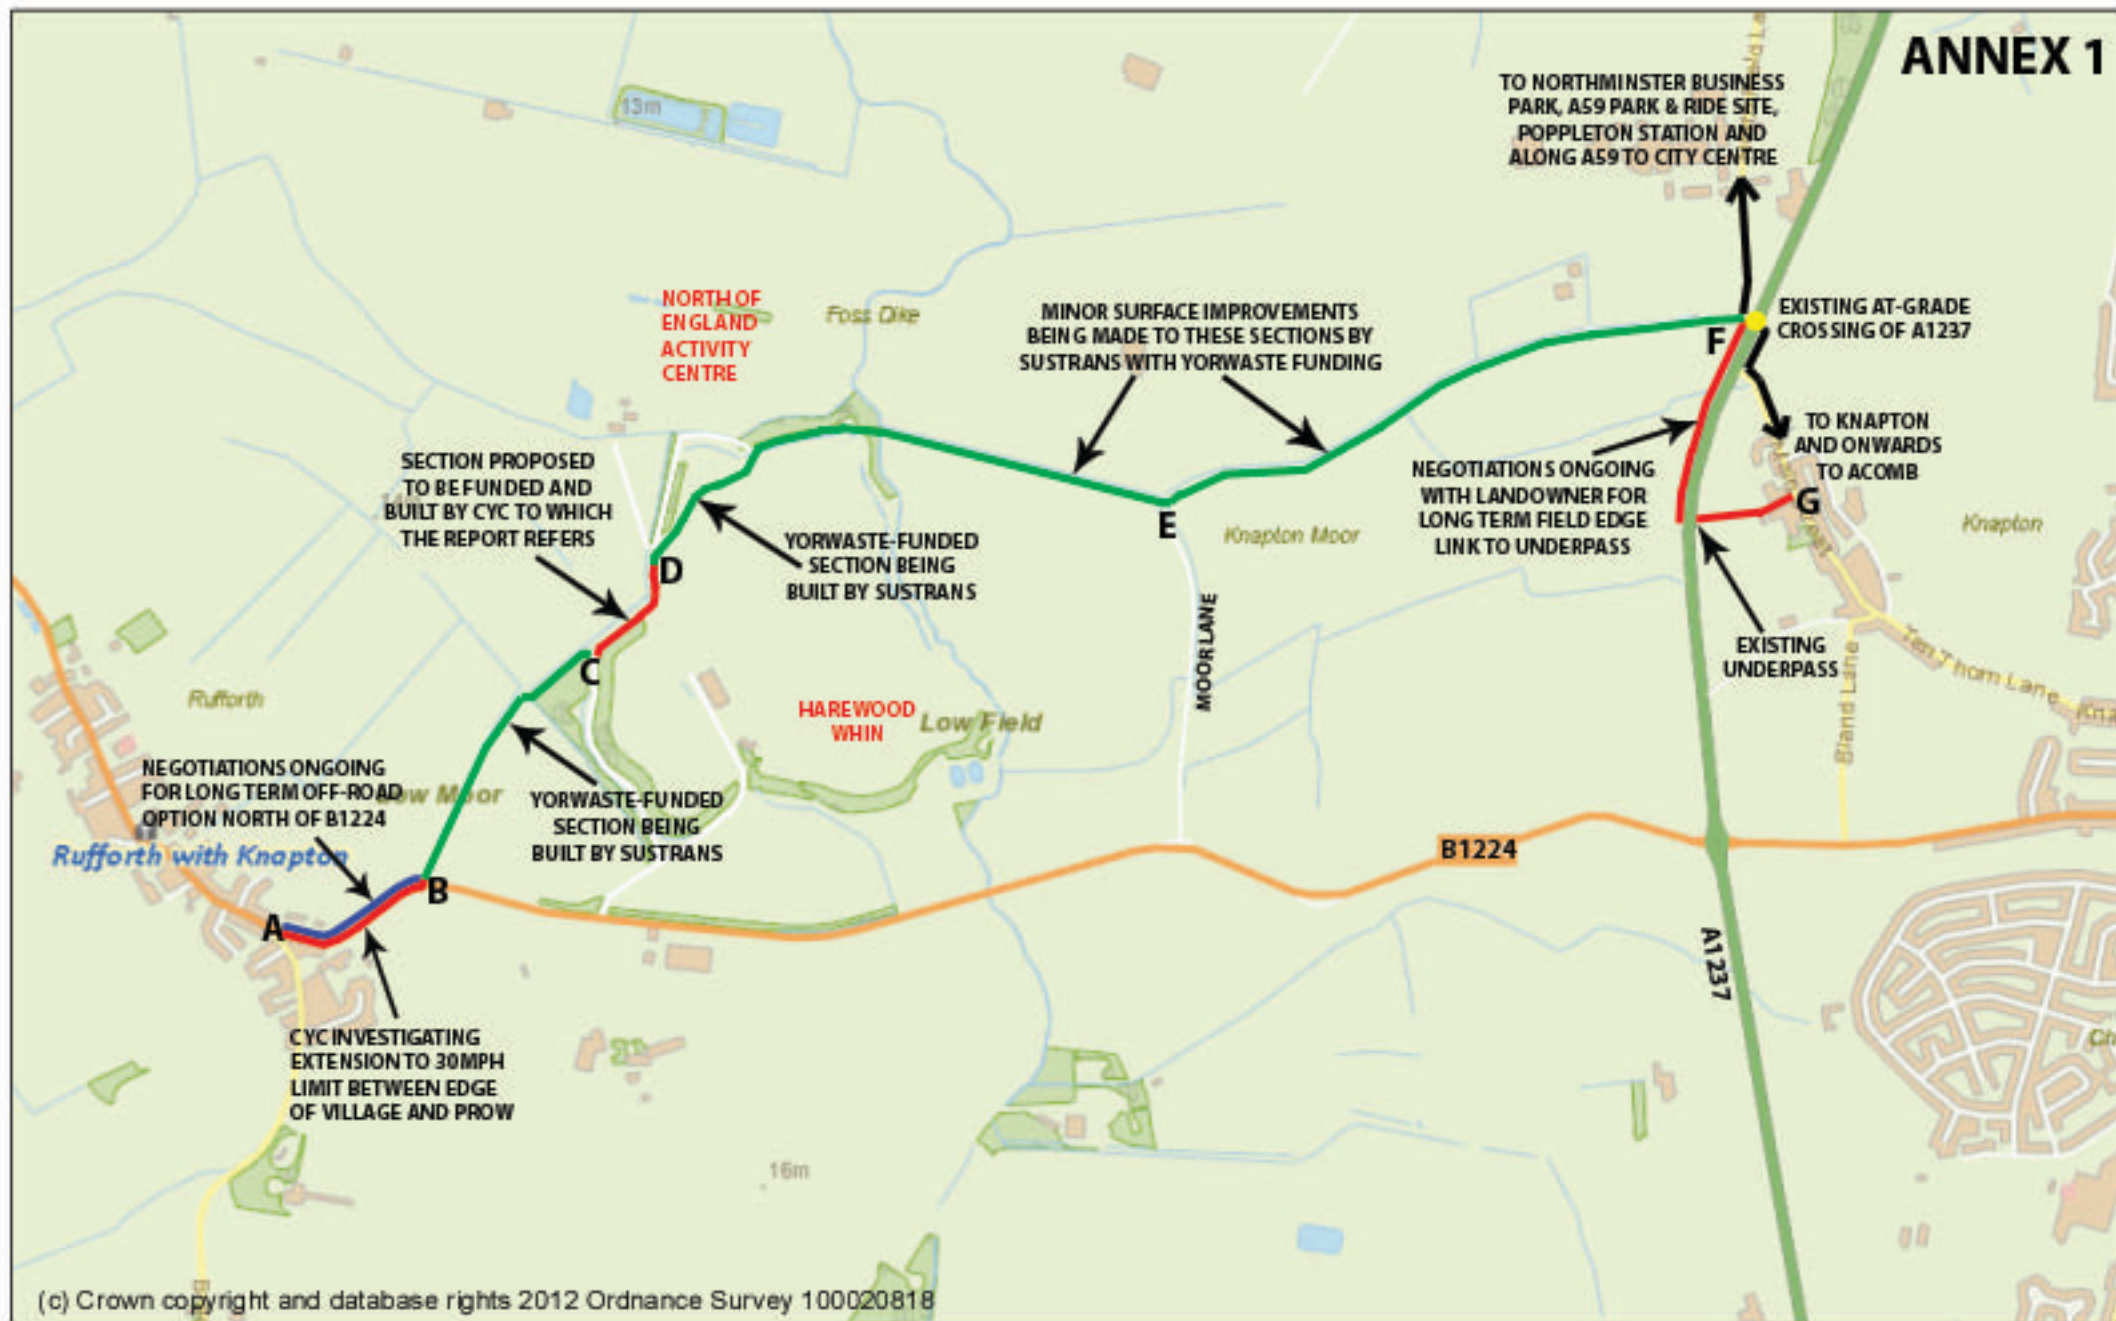 ANNEX 1
TO NORTHMINSTER BUSINESS
PARK, A59 PARK & RIDE SITE,
POPPLETON STATION AND
ALONG A59 TO CITY CENTRE
13m
NORTH OF
ENGLAND
ACTIVITY
CENTRE
Foss Dike
MINOR SURFACE IMPROVEMENTS
BEING MADE TO THESE SECTIONS BY
SUSTRANS WITH YORWASTE FUNDING
EXISTING AT-GRADE
CROSSING OF A1237
F
TO KNAPTON
AND ONWARDS
TO ACOMB
SECTION PROPOSED
TO BE FUNDED AND
BUILT BY CYC TO WHICH
THE REPORT REFERS
NEGOTIATIONS ONGOING
WITH LANDOWNER FOR
LONG TERM FIELD EDGE
LINK TO UNDERPASS
G
E
Knapton Moor
Knapton
YORWASTE-FUNDED
SECTION BEING
BUILT BY SUSTRANS
D
MOOR LANE
EXISTING
UNDERPASS
Ten Thorn Lane
Bland Lane
C
Rufforth
HAREWOOD
WHIN
Low Field
NEGOTIATIONS ONGOING
FOR LONG TERM OFF-ROAD
OPTION NORTH OF B1224
Low Moor
YORWASTE-FUNDED
SECTION BEING
BUILT BY SUSTRANS
Rufforth with Knapton
B1224
B
A
A1237
CYC INVESTIGATING
EXTENSION TO 30MPH
LIMIT BETWEEN EDGE
OF VILLAGE AND PROW
16m
(c) Crown copyright and database rights 2012 Ordnance Survey 100020818